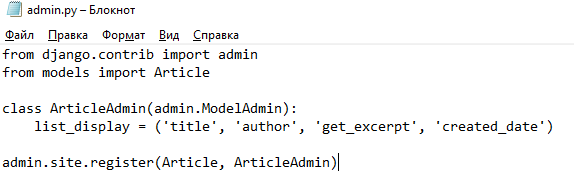 admin.py – Блокнот
Файл Правка Формат Вид Справка
from django.contrib import admin
from models import Article

class ArticleAdmin(admin.ModelAdmin):
    list_display = ('title', 'author', 'get_excerpt', 'created_date')

admin.site.register(Article, ArticleAdmin)